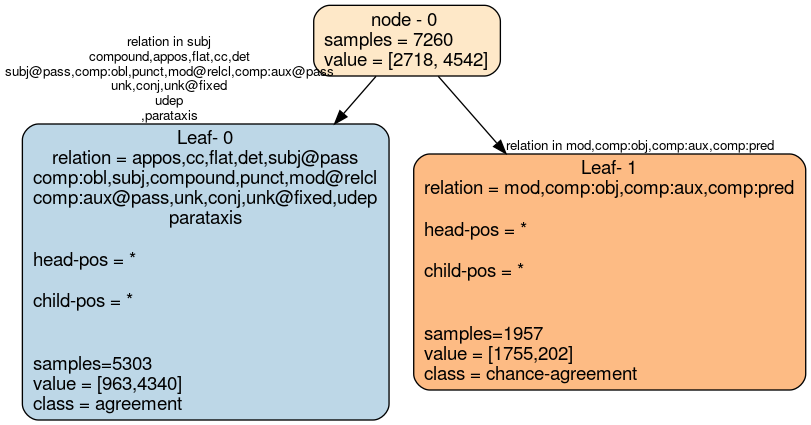 node - 0
samples = 7260
value = [2718, 4542]
relation in subj
compound,appos,flat,cc,det
subj@pass,comp:obl,punct,mod@relcl,comp:aux@pass
unk,conj,unk@fixed
udep
,parataxis
relation in mod,comp:obj,comp:aux,comp:pred
Leaf- 0
relation = appos,cc,flat,det,subj@pass
comp:obl,subj,compound,punct,mod@relcl
comp:aux@pass,unk,conj,unk@fixed,udep
parataxis
head-pos = *
child-pos = *
samples=5303
value = [963,4340]
class = agreement
Leaf- 1
relation = mod,comp:obj,comp:aux,comp:pred
head-pos = *
child-pos = *
samples=1957
value = [1755,202]
class = chance-agreement